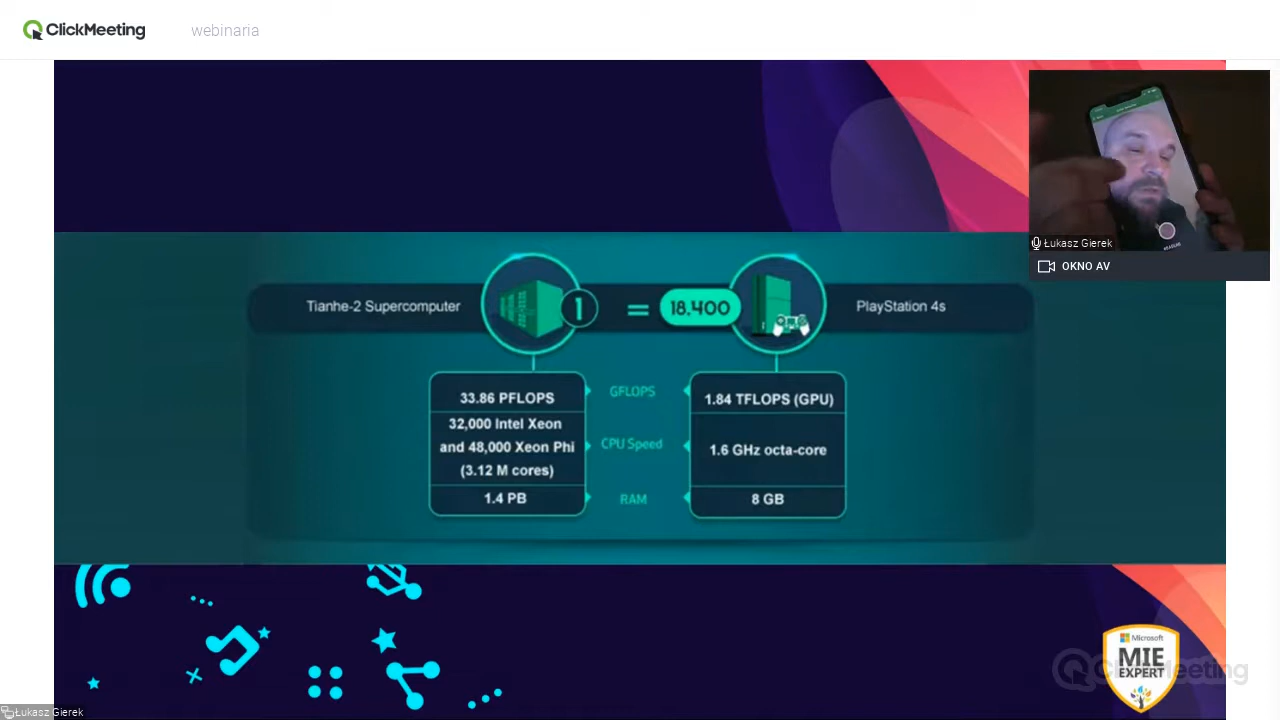 ClickMeeting webinaria
Łukasz Gierek
OKNO AV
Tianhe-2 Supercomputer 1 = 18,400 PlayStation 4s
33.86 PFLOPS GFLOPS 1.84 TFLOPS (GPU)
32,000 Intel Xeon
and 48,000 Xeon Phi CPU Speed 1.6 GHz octa-core
(3.12 M cores)
1.4 PB RAM 8 GB
Microsoft
MIE
EXPERT
ClickMeeting
Łukasz Gierek